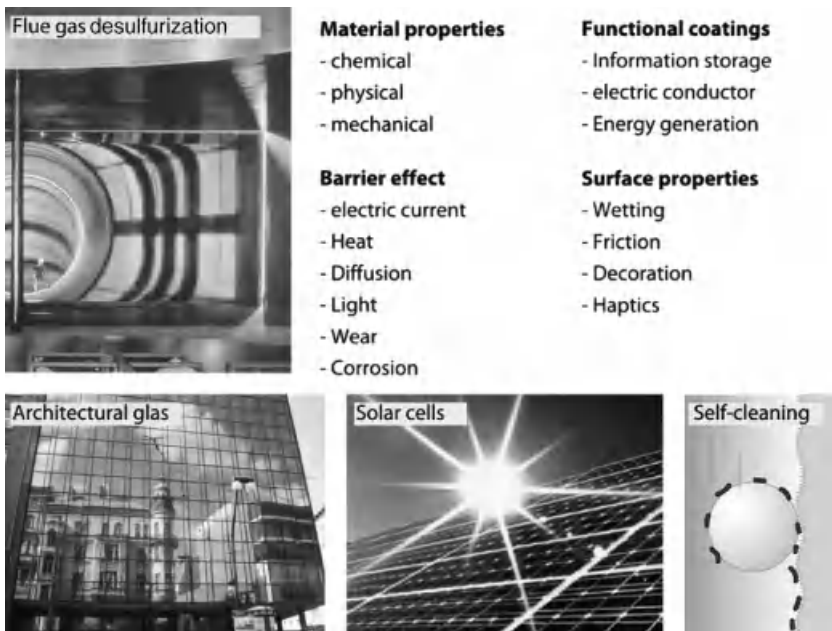 Flue gas desulfurization
Material properties
- chemical
- physical
- mechanical
Functional coatings
- Information storage
- electric conductor
- Energy generation
Barrier effect
- electric current
- Heat
- Diffusion
- Light
- Wear
- Corrosion
Surface properties
- Wetting
- Friction
- Decoration
- Haptics
Architectural glas
Solar cells
Self-cleaning